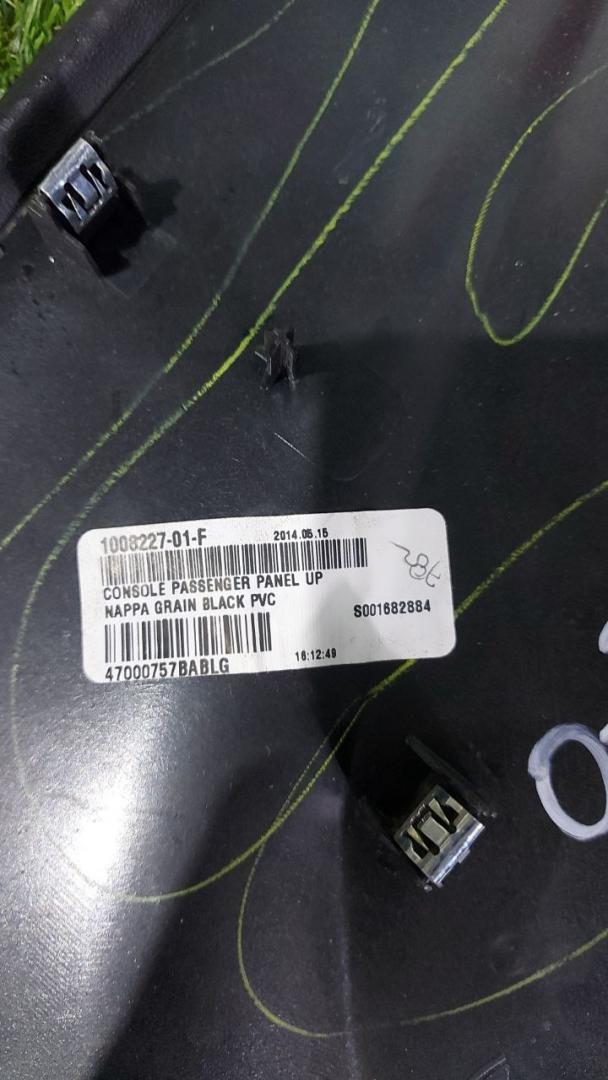 1008227-01-F 2014.05.15
CONSOLE PASSENGER PANEL UP
NAPPA GRAIN BLACK PVC
S001682884
47000757BABLG 16:12:49